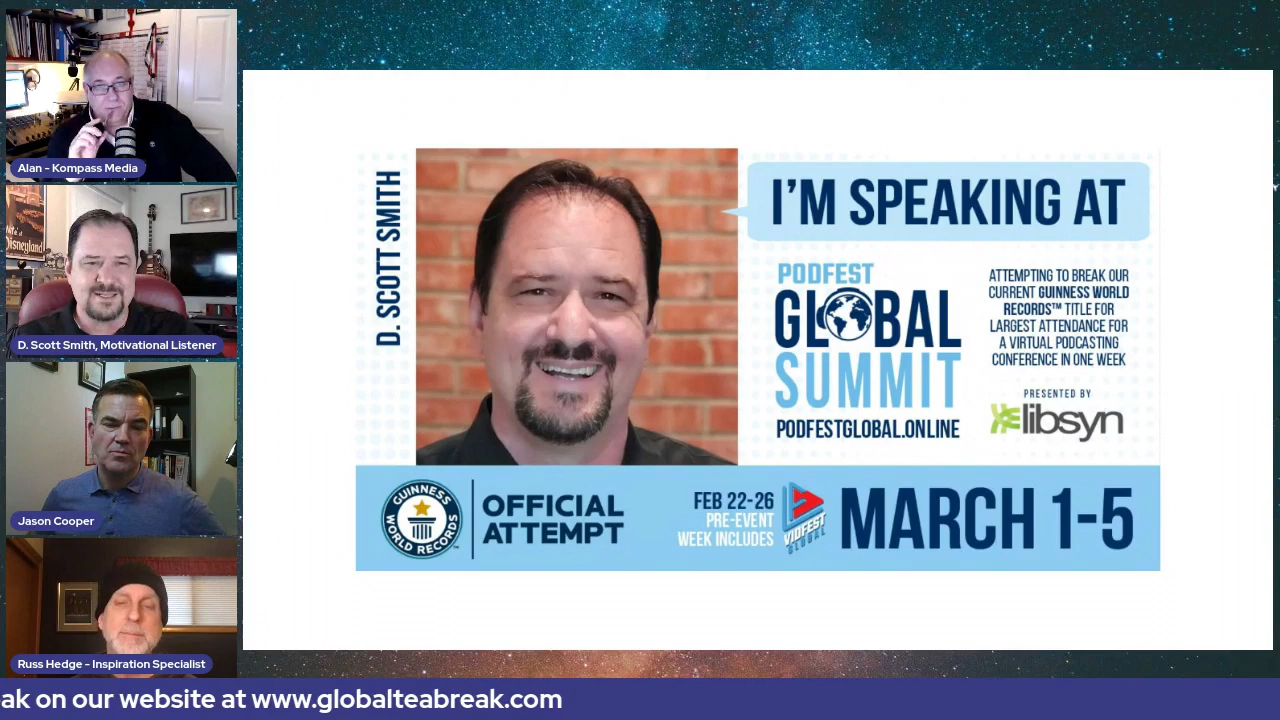 Alan - Kompass Media
Disneyland
D. Scott Smith, Motivational Listener
Jason Cooper
Russ Hedge - Inspiration Specialist
D. SCOTT SMITH
I'M SPEAKING AT
PODFEST
GLOBAL
SUMMIT
PODFESTGLOBAL.ONLINE
ATTEMPTING TO BREAK OUR
CURRENT GUINNESS WORLD
RECORDS™ TITLE FOR
LARGEST ATTENDANCE FOR
A VIRTUAL PODCASTING
CONFERENCE IN ONE WEEK
PRESENTED BY
libsyn
GUINNESS
WORLD RECORDS™
OFFICIAL
ATTEMPT
FEB 22-26
PRE-EVENT
WEEK INCLUDES
VIDFEST
GLOBAL
MARCH 1-5
ak on our website at www.globalteabreak.com